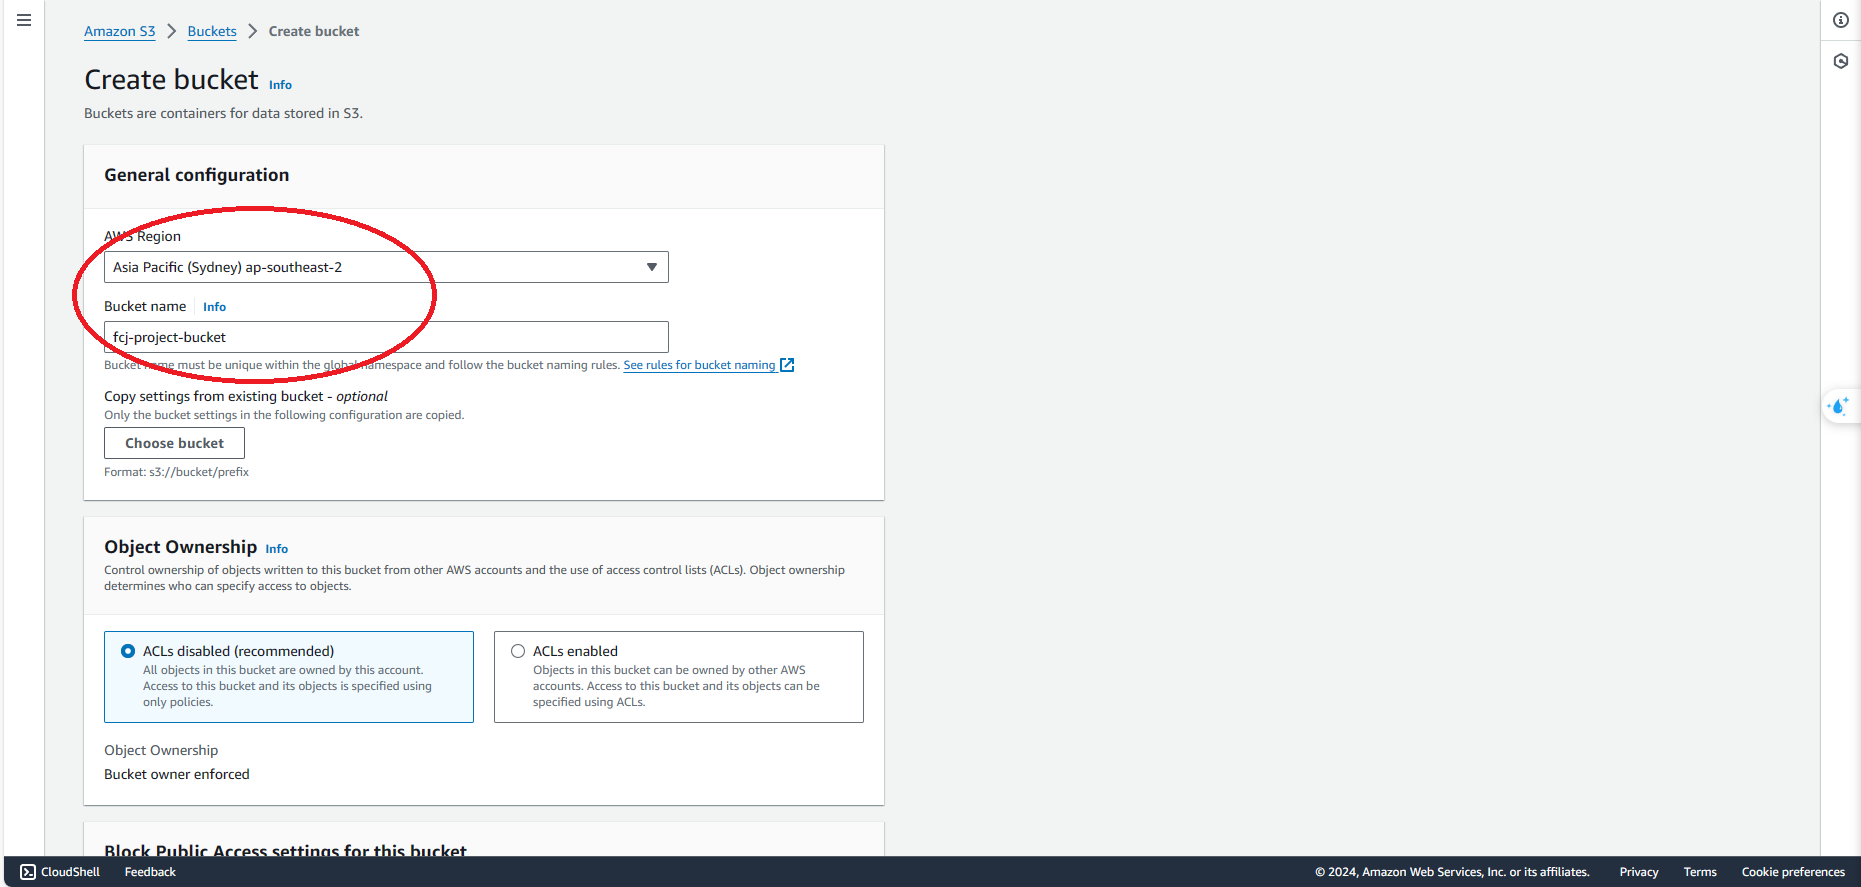 Amazon S3 > Buckets > Create bucket
Create bucket Info
Buckets are containers for data stored in S3.
General configuration
AWS Region
Asia Pacific (Sydney) ap-southeast-2
Bucket name Info
fcj-project-bucket
Bucket name must be unique within the global namespace and follow the bucket naming rules. See rules for bucket naming
Copy settings from existing bucket - optional
Only the bucket settings in the following configuration are copied.
Choose bucket
Format: s3://bucket/prefix
Object Ownership Info
Control ownership of objects written to this bucket from other AWS accounts and the use of access control lists (ACLs). Object ownership
determines who can specify access to objects.
ACLs disabled (recommended)
All objects in this bucket are owned by this account.
Access to this bucket and its objects is specified using
only policies.
ACLs enabled
Objects in this bucket can be owned by other AWS
accounts. Access to this bucket and its objects can be
specified using ACLs.
Object Ownership
Bucket owner enforced
Block Public Access settings for this bucket
CloudShell Feedback © 2024, Amazon Web Services, Inc. or its affiliates. Privacy Terms Cookie preferences